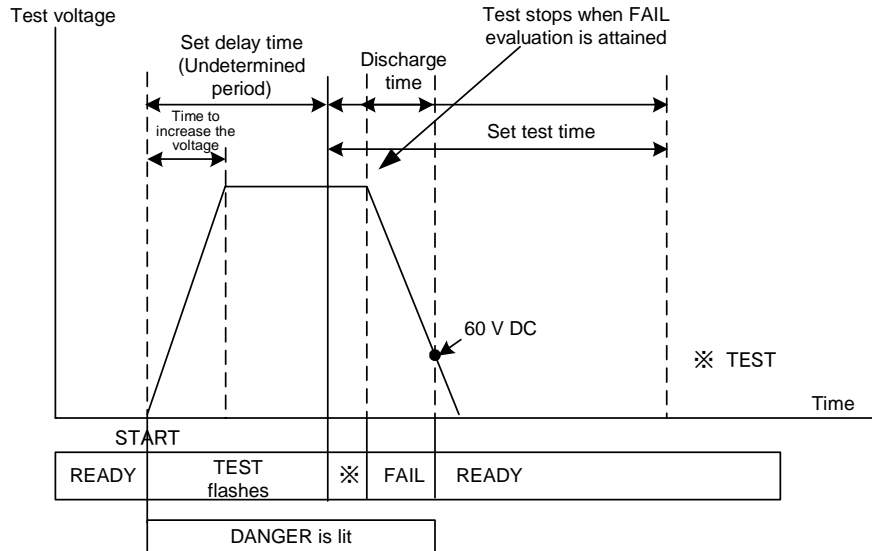 Test voltage
Test stops when FAIL
evaluation is attained
Set delay time
(Undetermined
period)
Discharge
time
Time to
increase the
voltage
Set test time
60 V DC
※ TEST
Time
START
READY
TEST
flashes
※
FAIL
READY
DANGER is lit